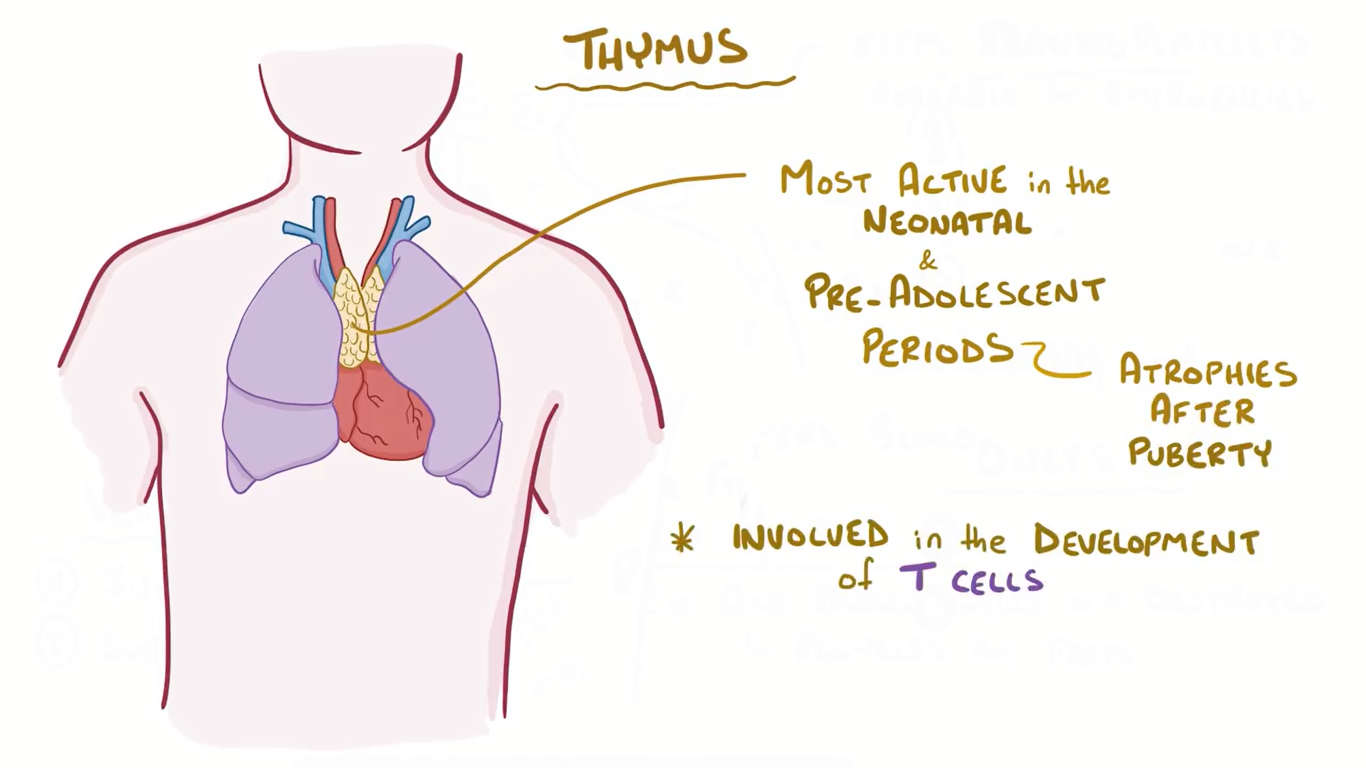 THYMUS
MOST ACTIVE in the
NEONATAL
&
PRE-ADOLESCENT
PERIODS
ATROPHIES
AFTER
PUBERTY
* INVOLVED in the DEVELOPMENT
of T CELLS